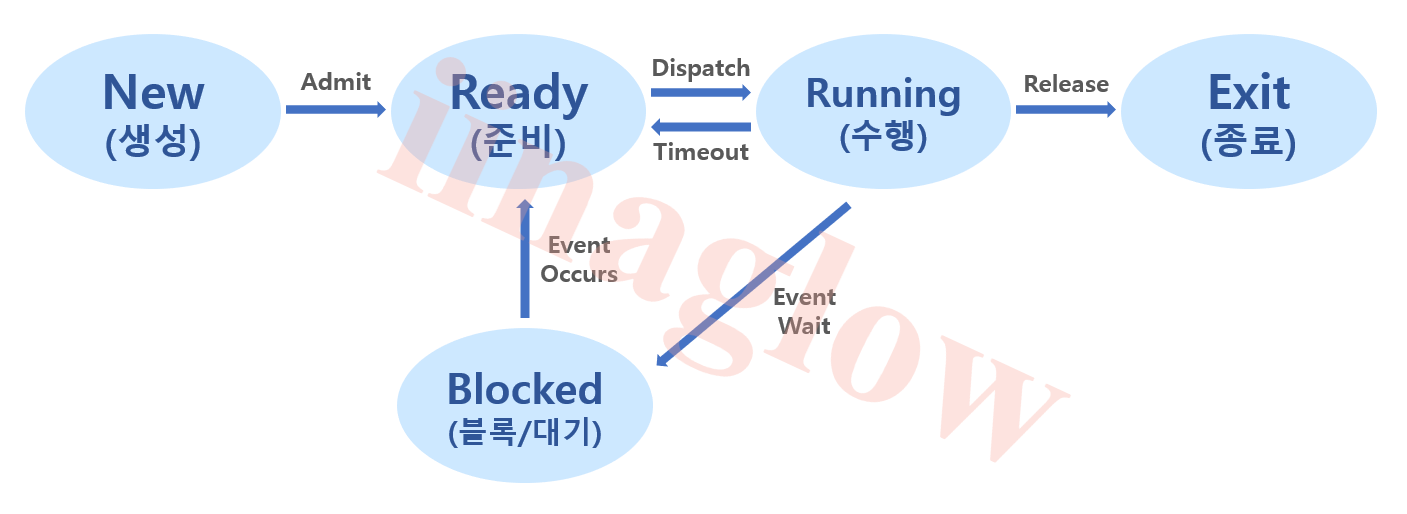 New
(생성)
Admit
Ready
(준비)
Dispatch
Timeout
Running
(수행)
Release
Exit
(종료)
Event
Occurs
Event
Wait
Blocked
(블록/대기)
iinaglow